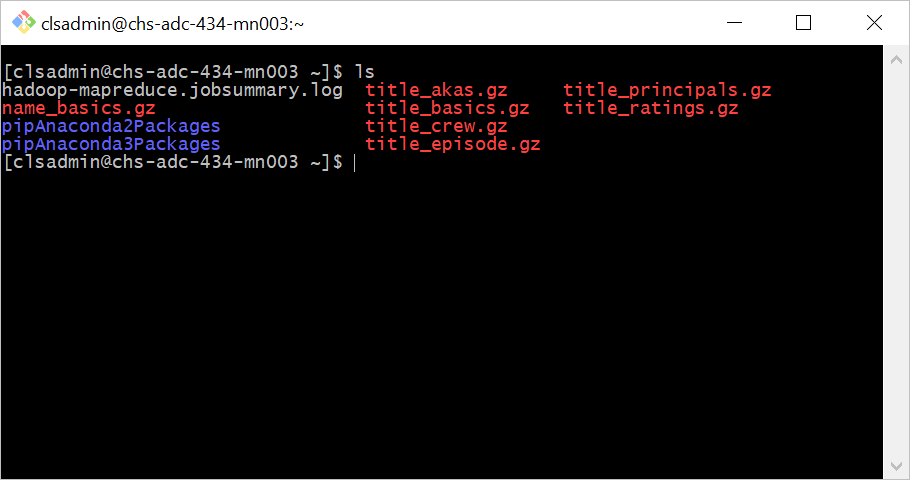 clsadmin@chs-adc-434-mn003:~
[clsadmin@chs-adc-434-mn003 ~]$ ls
hadoop-mapreduce.jobsummary.log  title_akas.gz     title_principals.gz
name_basics.gz                   title_basics.gz   title_ratings.gz
pipAnaconda2Packages             title_crew.gz
pipAnaconda3Packages             title_episode.gz
[clsadmin@chs-adc-434-mn003 ~]$